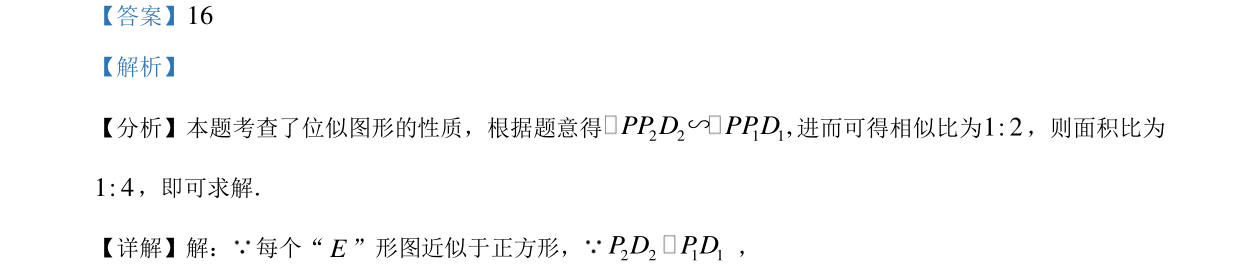 【答案】16
【解析】
【分析】本题考查了位似图形的性质，根据题意得□PP₂D₂∽□PP₁D₁,进而可得相似比为1:2，则面积比为
1:4，即可求解．
【详解】解：∵每个“E”形图近似于正方形，∵P₂D₂□P₁D₁，